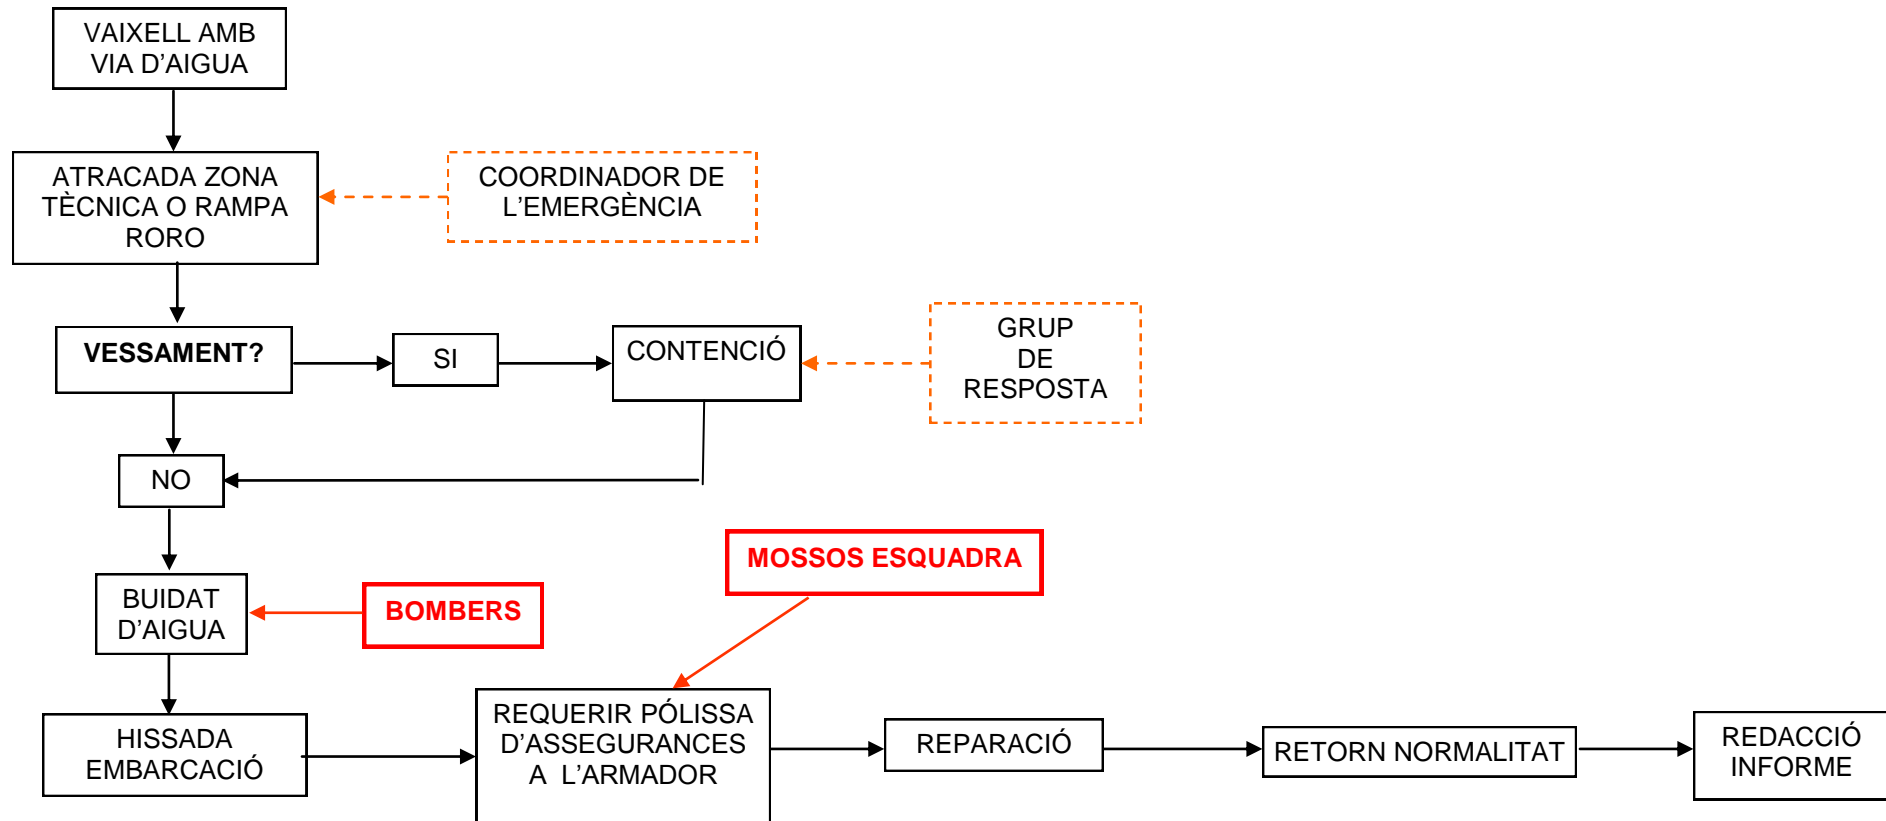 VAIXELL AMB
VIA D’AIGUA
ATRACADA ZONA
TÈCNICA O RAMPA
RORO
COORDINADOR DE
L’EMERGÈNCIA
VESSAMENT?
SI
CONTENCIÓ
GRUP
DE
RESPOSTA
NO
MOSSOS ESQUADRA
BUIDAT
D’AIGUA
BOMBERS
HISSADA
EMBARCACIÓ
REQUERIR PÓLISSA
D’ASSEGURANCES
A L’ARMADOR
REPARACIÓ
RETORN NORMALITAT
REDACCIÓ
INFORME